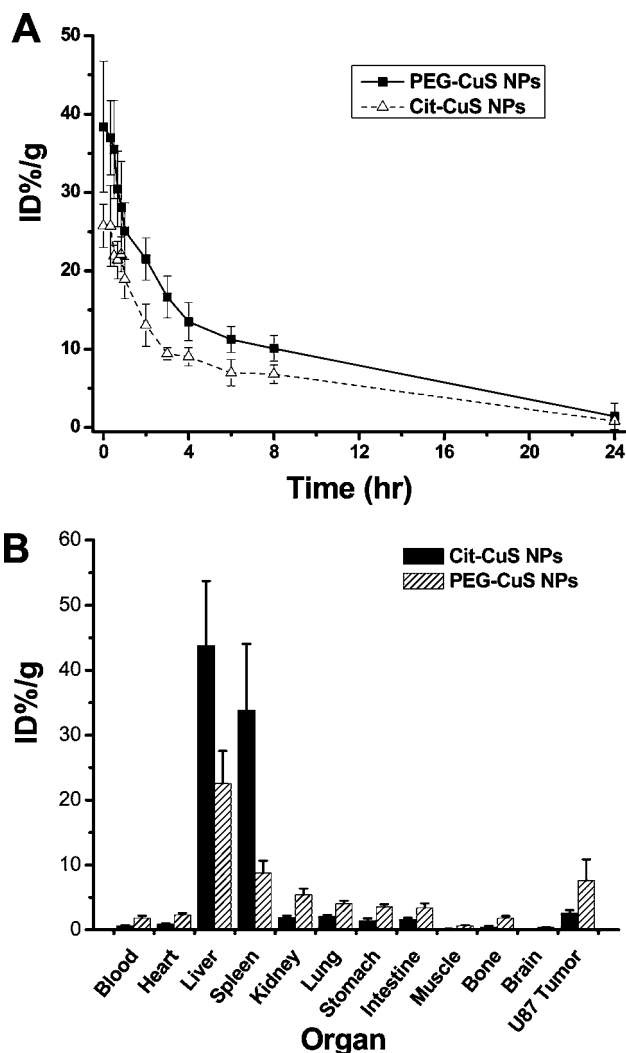 A
50
40
30
20
10
0
ID%/g
PEG-CuS NPs
Cit-CuS NPs
0 4 8 12 16 20 24
Time (hr)
B
60
50
40
30
20
10
0
ID%/g
Cit-CuS NPs
PEG-CuS NPs
Blood Heart Liver Spleen Kidney Lung Stomach Intestine Muscle Bone Brain U87 Tumor
Organ